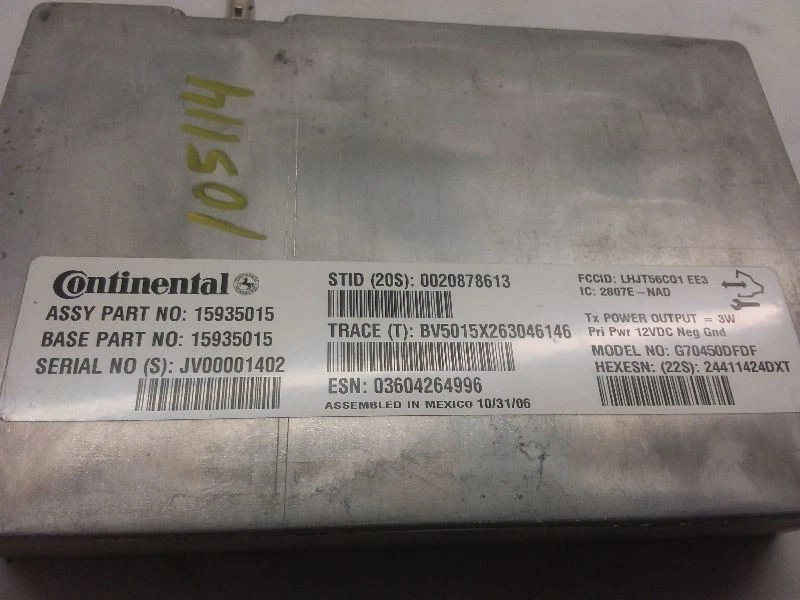 105114
Continental
ASSY PART NO: 15935015
BASE PART NO: 15935015
SERIAL NO (S): JV00001402
STID (20S): 0020878613
TRACE (T): BV5015X263046146
ESN: 03604264996
ASSEMBLED IN MEXICO 10/31/06
FCCID: LHJT56CQ1 EE3
IC: 2807E-NAD
Tx POWER OUTPUT = 3W
Pri Pwr 12VDC Neg Gnd
MODEL NO: G70450DFDF
HEXESN: (22S): 24411424DXT